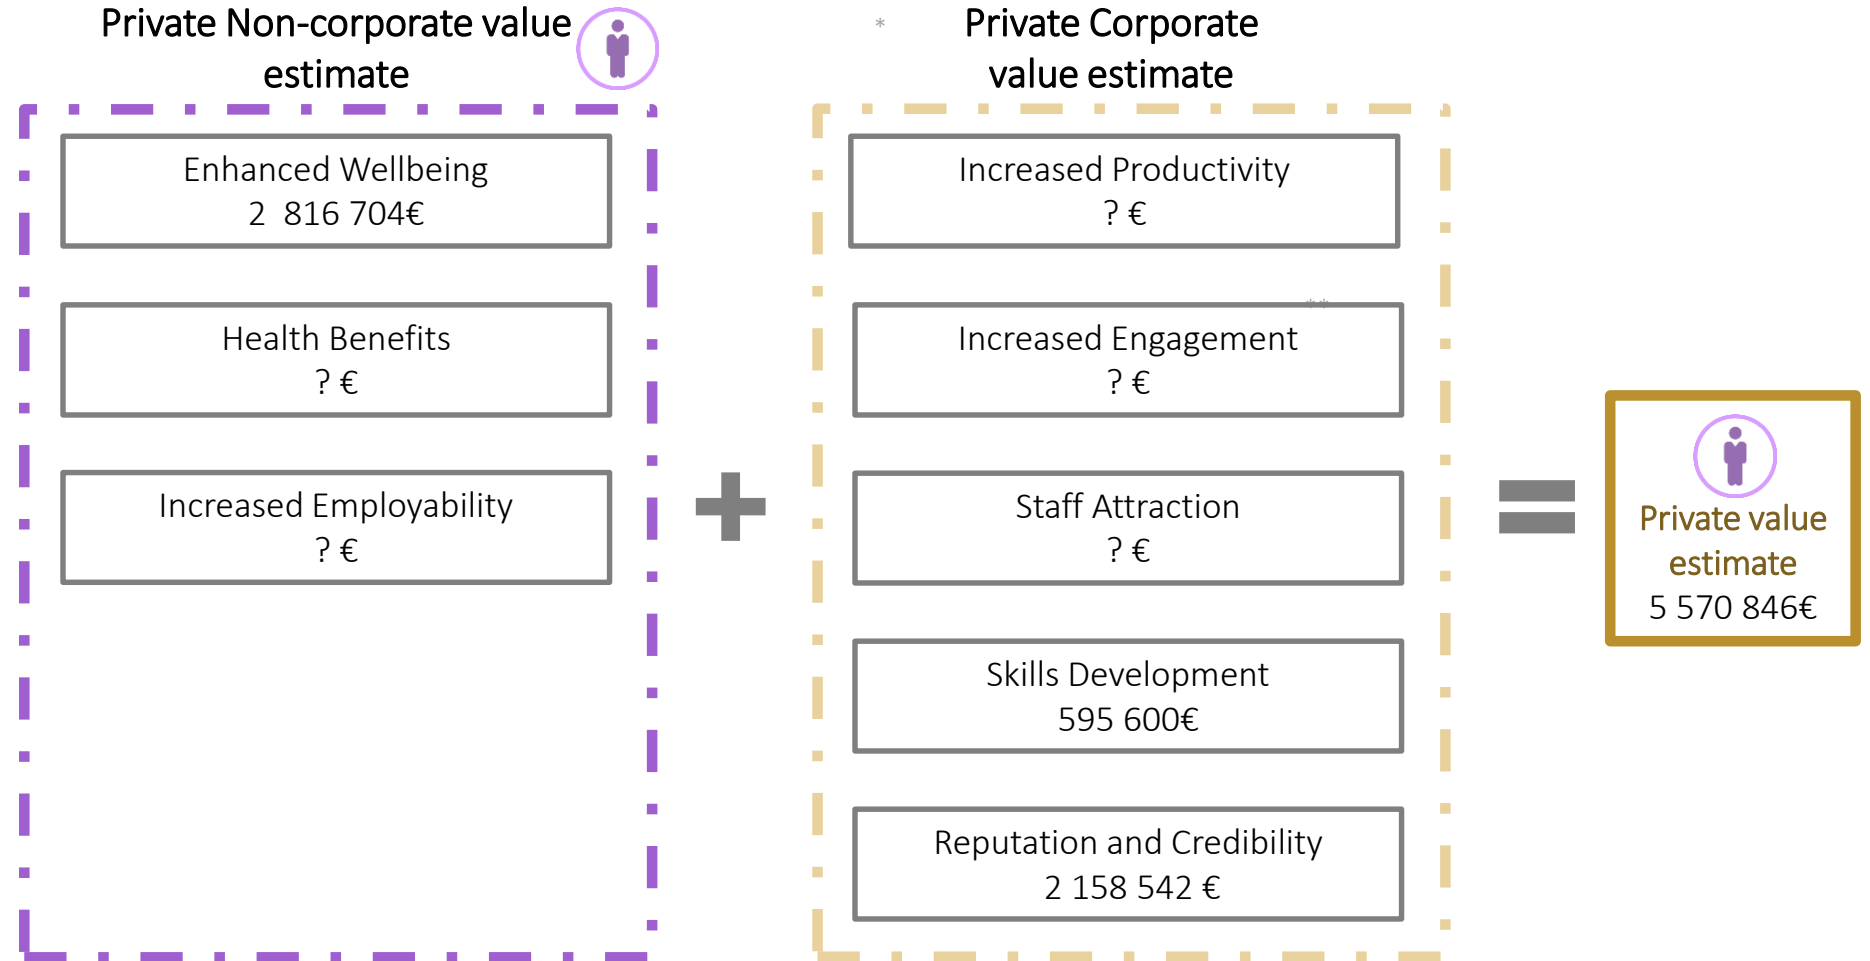 Private Non-corporate value
estimate
Enhanced Wellbeing
2  816 704€
Health Benefits
? €
Increased Employability
? €
*
Private Corporate
value estimate
Increased Productivity
? €
**
Increased Engagement
? €
Staff Attraction
? €
Skills Development
595 600€
Reputation and Credibility
2 158 542 €
Private value
estimate
5 570 846€